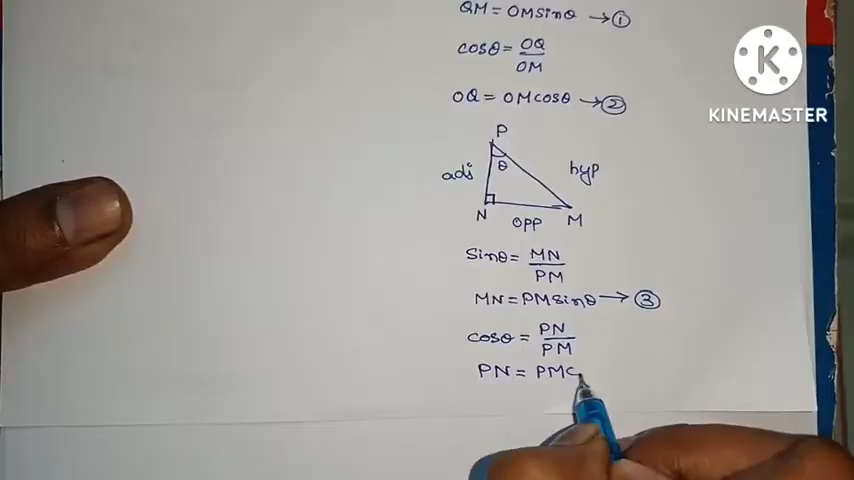 QM = OMsinθ →①
cosθ = OQ
OM
OQ = OMcosθ →②
K
KINEMASTER
P
θ
adj
hyp
N
opp
M
sinθ = MN
PM
MN = PMsinθ →③
cosθ = PN
PM
PN = PMC